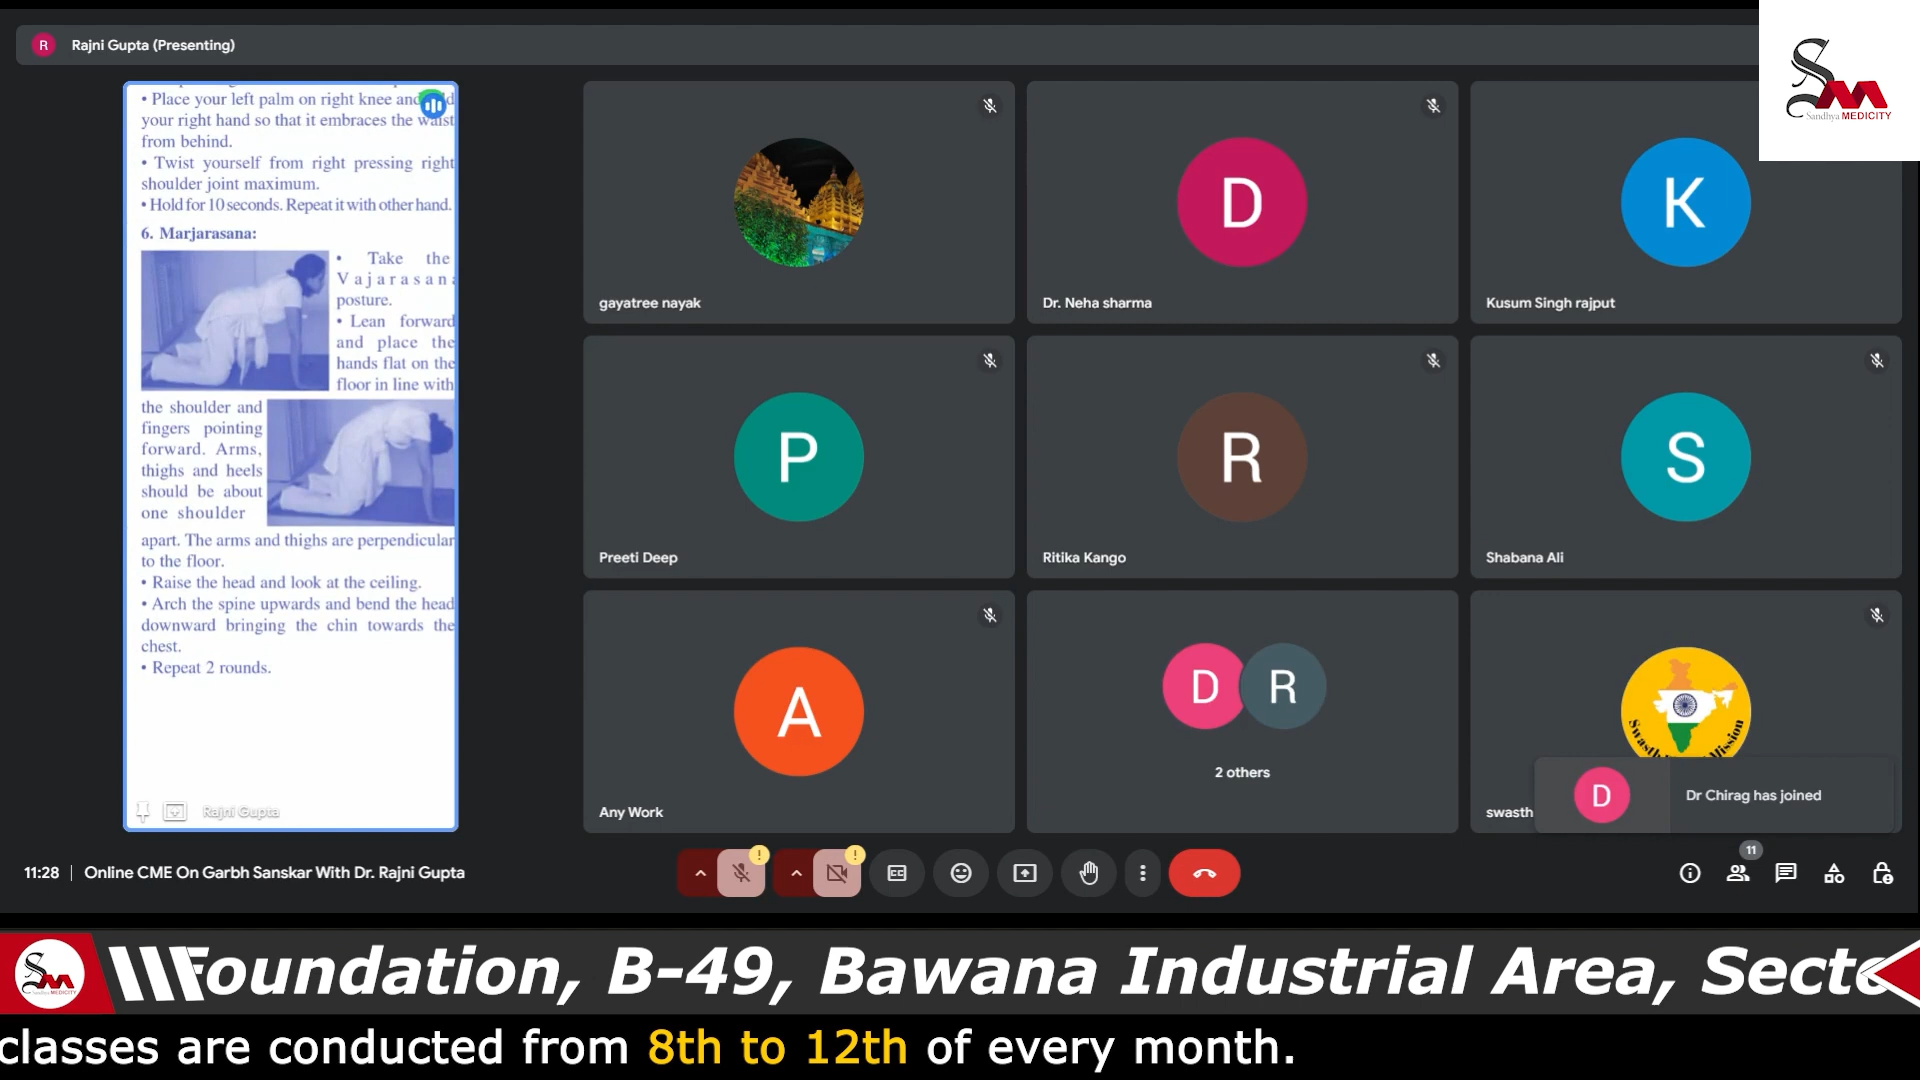 R Rajni Gupta (Presenting)
SM
Sandhya MEDICITY
• Place your left palm on right knee and
your right hand so that it embraces the waist
from behind.
• Twist yourself from right pressing right
shoulder joint maximum.
• Hold for 10 seconds. Repeat it with other hand.
6. Marjarasana:
• Take the
Vajarasana
posture.
• Lean forward
and place the
hands flat on the
floor in line with
the shoulder and
fingers pointing
forward. Arms,
thighs and heels
should be about
one shoulder
apart. The arms and thighs are perpendicular
to the floor.
• Raise the head and look at the ceiling.
• Arch the spine upwards and bend the head
downward bringing the chin towards the
chest.
• Repeat 2 rounds.
Rajni Gupta
gayatree nayak
D
Dr. Neha sharma
K
Kusum Singh rajput
P
Preeti Deep
R
Ritika Kango
S
Shabana Ali
A
Any Work
D R
2 others
swasth
D Dr Chirag has joined
11:28 | Online CME On Garbh Sanskar With Dr. Rajni Gupta
CC
11
Foundation, B-49, Bawana Industrial Area, Secto
classes are conducted from 8th to 12th of every month.